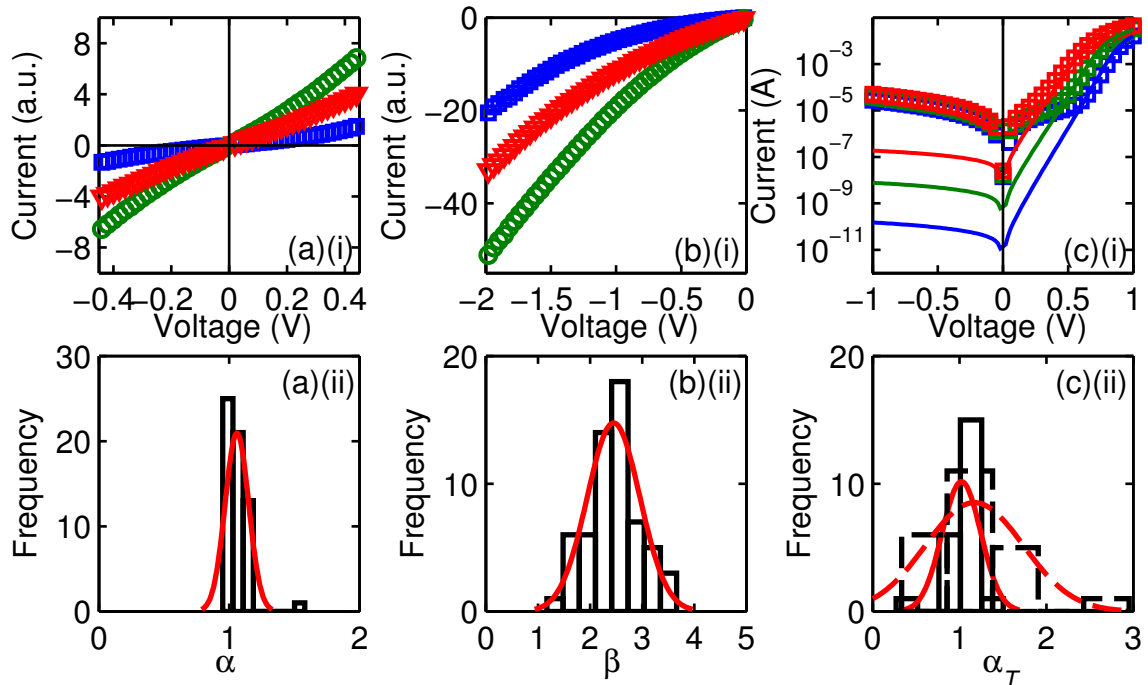 8
4
0
−4
−8
Current (a.u.)
(a)(i)
−0.4 −0.2 0 0.2 0.4
Voltage (V)
0
−20
−40
Current (a.u.)
(b)(i)
−2 −1.5 −1 −0.5 0
Voltage (V)
10⁻³
10⁻⁵
10⁻⁷
10⁻⁹
10⁻¹¹
Current (A)
(c)(i)
−1 −0.5 0 0.5 1
Voltage (V)
30
20
10
0
Frequency
(a)(ii)
0 1 2
α
20
10
0
Frequency
(b)(ii)
0 1 2 3 4 5
β
20
10
0
Frequency
(c)(ii)
0 1 2 3
α_T